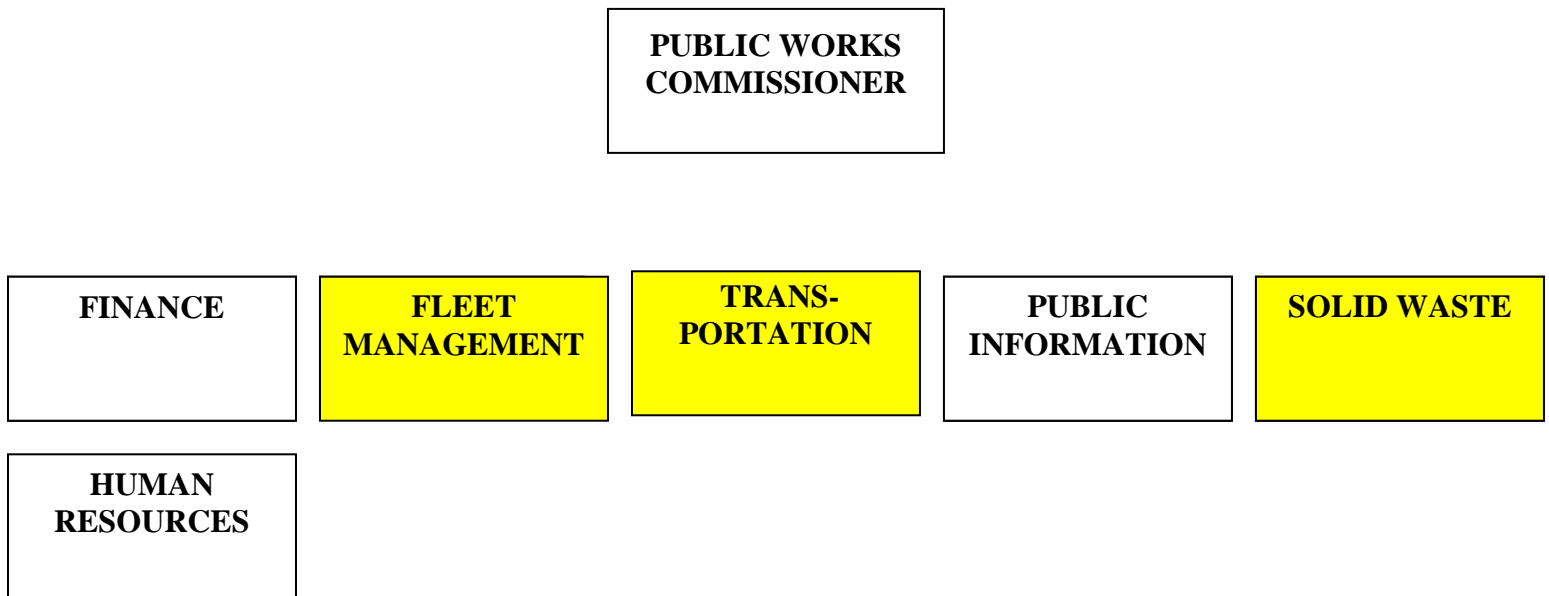 PUBLIC WORKS
COMMISSIONER
FINANCE
FLEET
MANAGEMENT
TRANS-
PORTATION
PUBLIC
INFORMATION
SOLID WASTE
HUMAN
RESOURCES